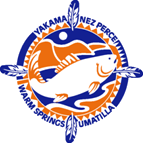 YAKAMA
NEZ PERCE
WARM SPRINGS
UMATILLA